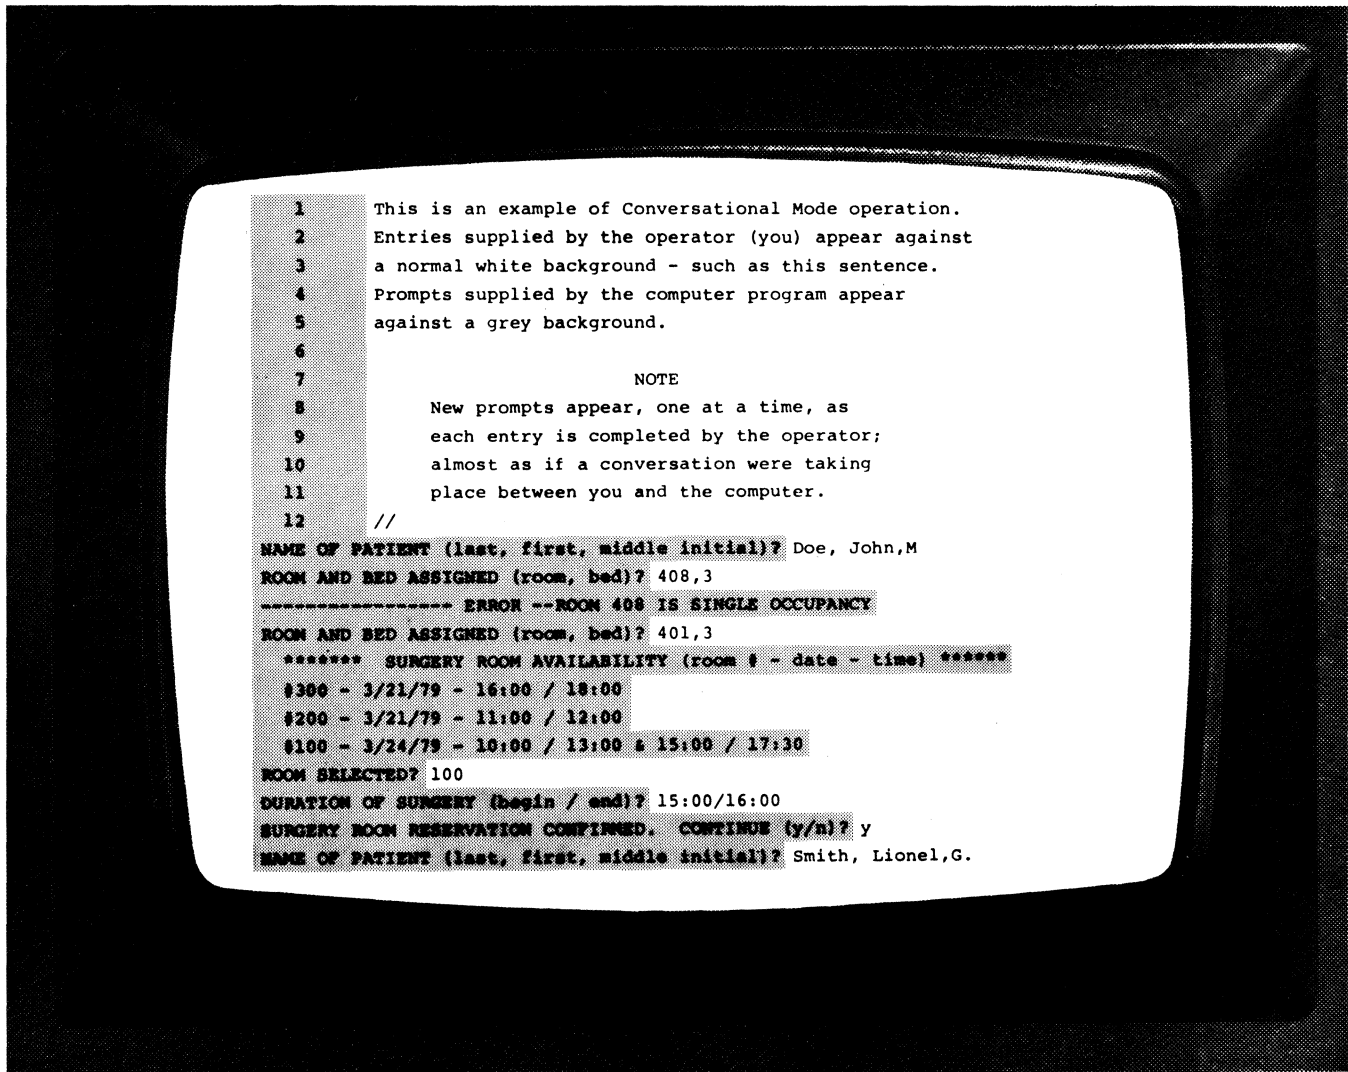 1 This is an example of Conversational Mode operation.
2 Entries supplied by the operator (you) appear against
3 a normal white background - such as this sentence.
4 Prompts supplied by the computer program appear
5 against a grey background.
6
7 NOTE
8 New prompts appear, one at a time, as
9 each entry is completed by the operator;
10 almost as if a conversation were taking
11 place between you and the computer.
12 //
NAME OF PATIENT (last, first, middle initial)? Doe, John,M
ROOM AND BED ASSIGNED (room, bed)? 408,3
----------------- ERROR --ROOM 408 IS SINGLE OCCUPANCY
ROOM AND BED ASSIGNED (room, bed)? 401,3
******* SURGERY ROOM AVAILABILITY (room # - date - time) ******
#300 - 3/21/79 - 16:00 / 18:00
#200 - 3/21/79 - 11:00 / 12:00
#100 - 3/24/79 - 10:00 / 13:00 & 15:00 / 17:30
ROOM SELECTED? 100
DURATION OF SURGERY (begin / end)? 15:00/16:00
SURGERY ROOM RESERVATION CONFIRMED. CONTINUE (y/n)? y
NAME OF PATIENT (last, first, middle initial)? Smith, Lionel,G.